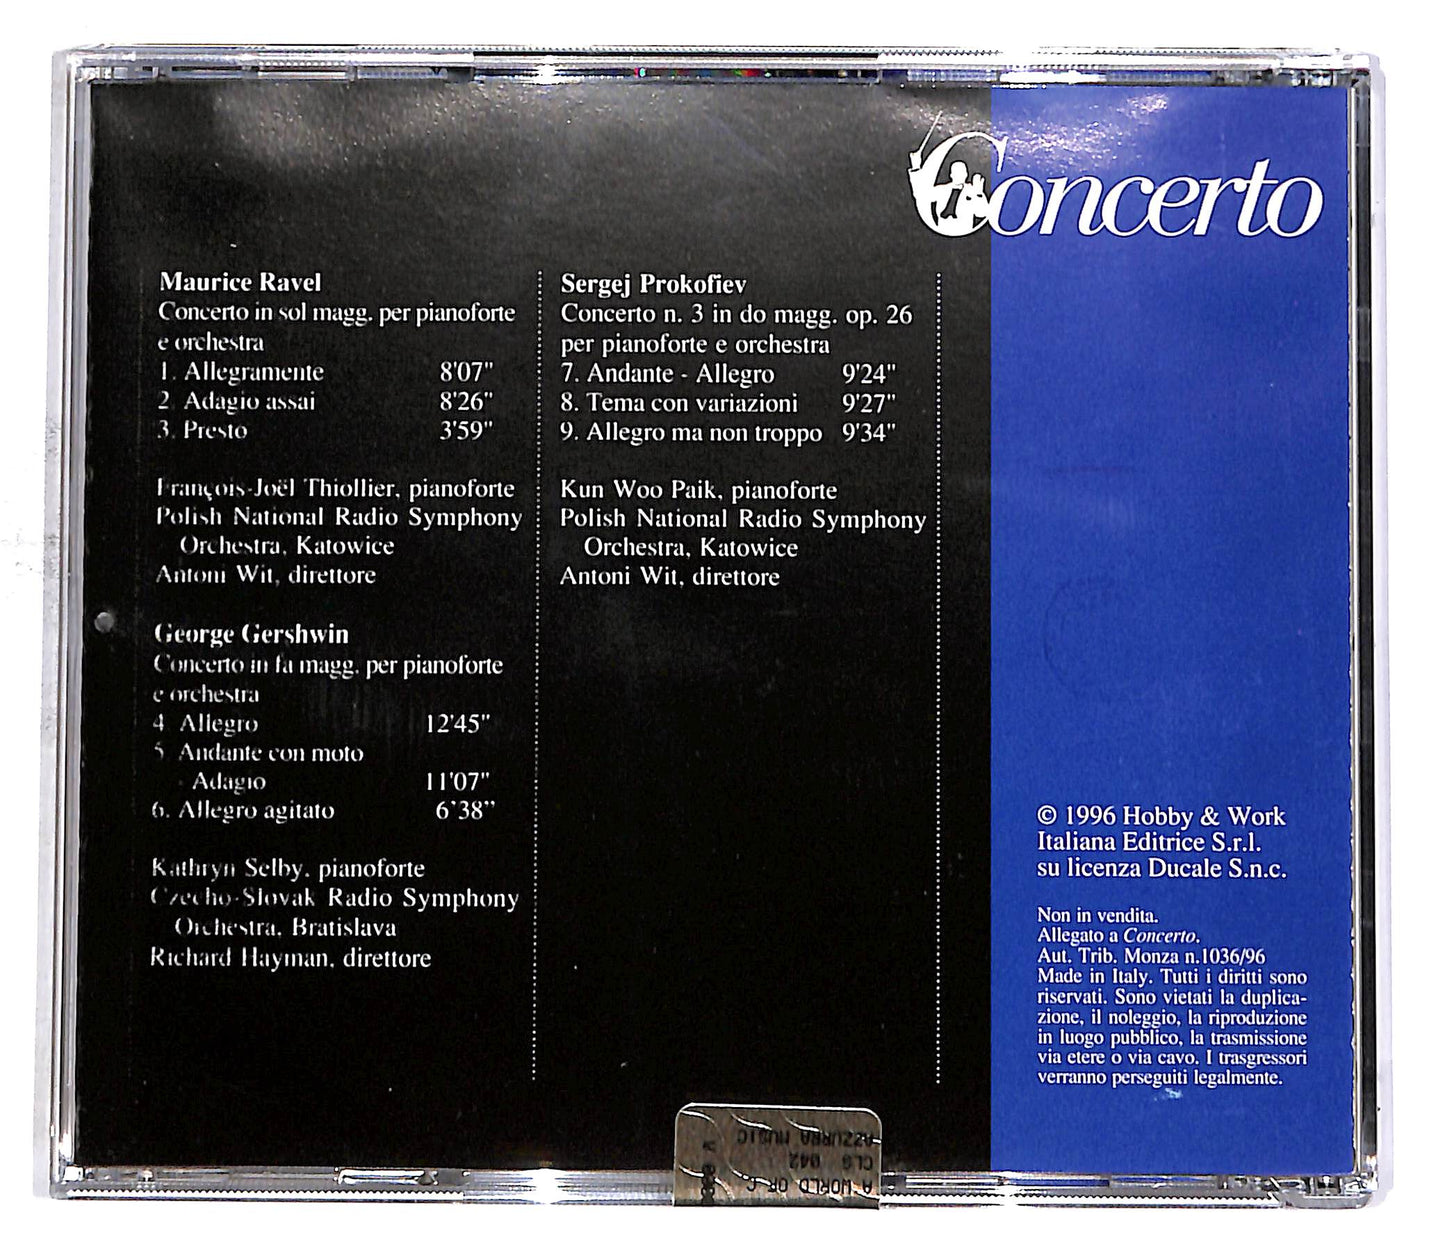 Concerto
Maurice Ravel
Concerto in sol magg. per pianoforte
e orchestra
1. Allegramente 8'07"
2. Adagio assai 8'26"
3. Presto 3'59"
François-Joël Thiollier, pianoforte
Polish National Radio Symphony
Orchestra, Katowice
Antoni Wit, direttore
George Gershwin
Concerto in fa magg. per pianoforte
e orchestra
4. Allegro 12'45"
5. Andante con moto
- Adagio 11'07"
6. Allegro agitato 6'38"
Kathryn Selby, pianoforte
Czecho-Slovak Radio Symphony
Orchestra, Bratislava
Richard Hayman, direttore
Sergej Prokofiev
Concerto n. 3 in do magg. op. 26
per pianoforte e orchestra
7. Andante - Allegro 9'24"
8. Tema con variazioni 9'27"
9. Allegro ma non troppo 9'34"
Kun Woo Paik, pianoforte
Polish National Radio Symphony
Orchestra, Katowice
Antoni Wit, direttore
© 1996 Hobby & Work
Italiana Editrice S.r.l.
su licenza Ducale S.n.c.
Non in vendita.
Allegato a Concerto.
Aut. Trib. Monza n.1036/96
Made in Italy. Tutti i diritti sono
riservati. Sono vietati la duplica-
zione, il noleggio, la riproduzione
in luogo pubblico, la trasmissione
via etere o via cavo. I trasgressori
verranno perseguiti legalmente.
A WORLD OF C
CLS 042
AZZURRA MUSIC